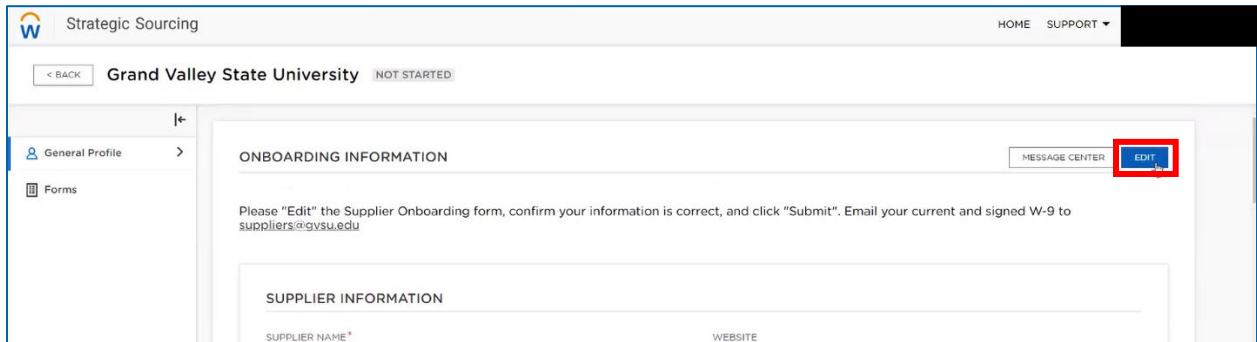 Strategic Sourcing
HOME SUPPORT
< BACK Grand Valley State University NOT STARTED
General Profile
Forms
ONBOARDING INFORMATION
MESSAGE CENTER EDIT
Please "Edit" the Supplier Onboarding form, confirm your information is correct, and click "Submit". Email your current and signed W-9 to
suppliers@gvsu.edu
SUPPLIER INFORMATION
SUPPLIER NAME* WEBSITE